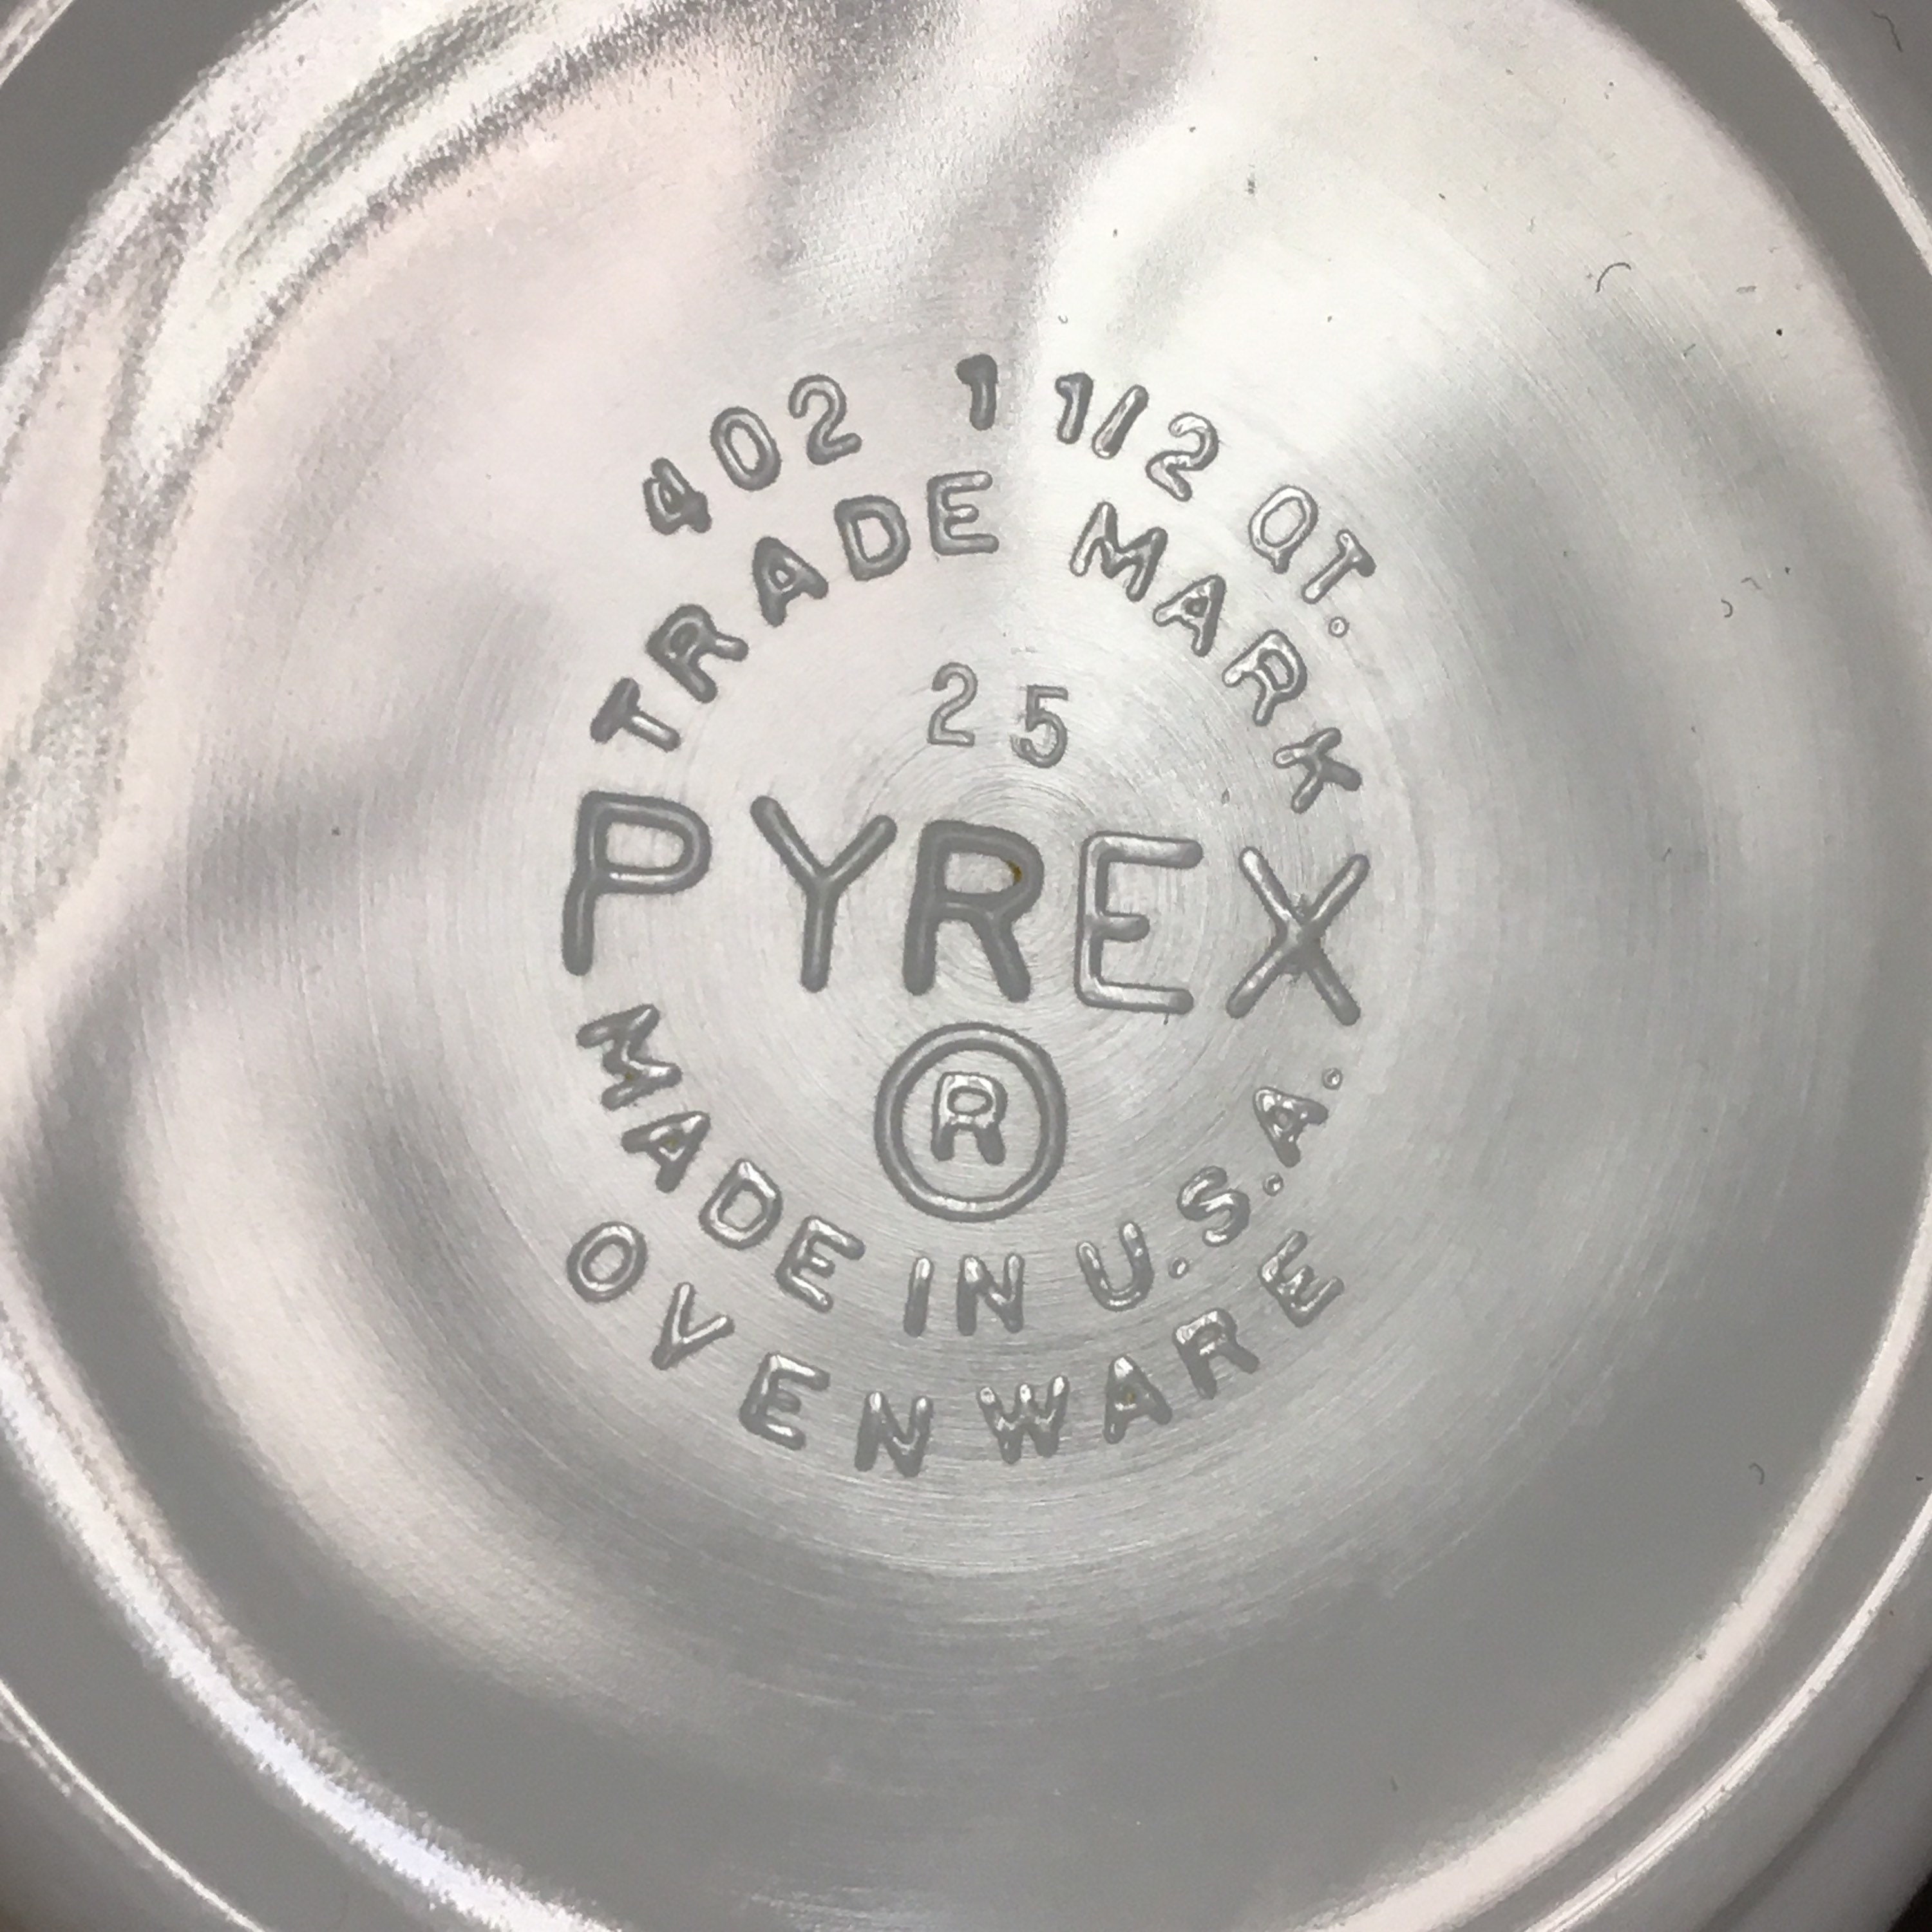 402 1 1/2 QT.
TRADE MARK
25
PYREX
®
MADE IN U.S.A.
OVENWARE